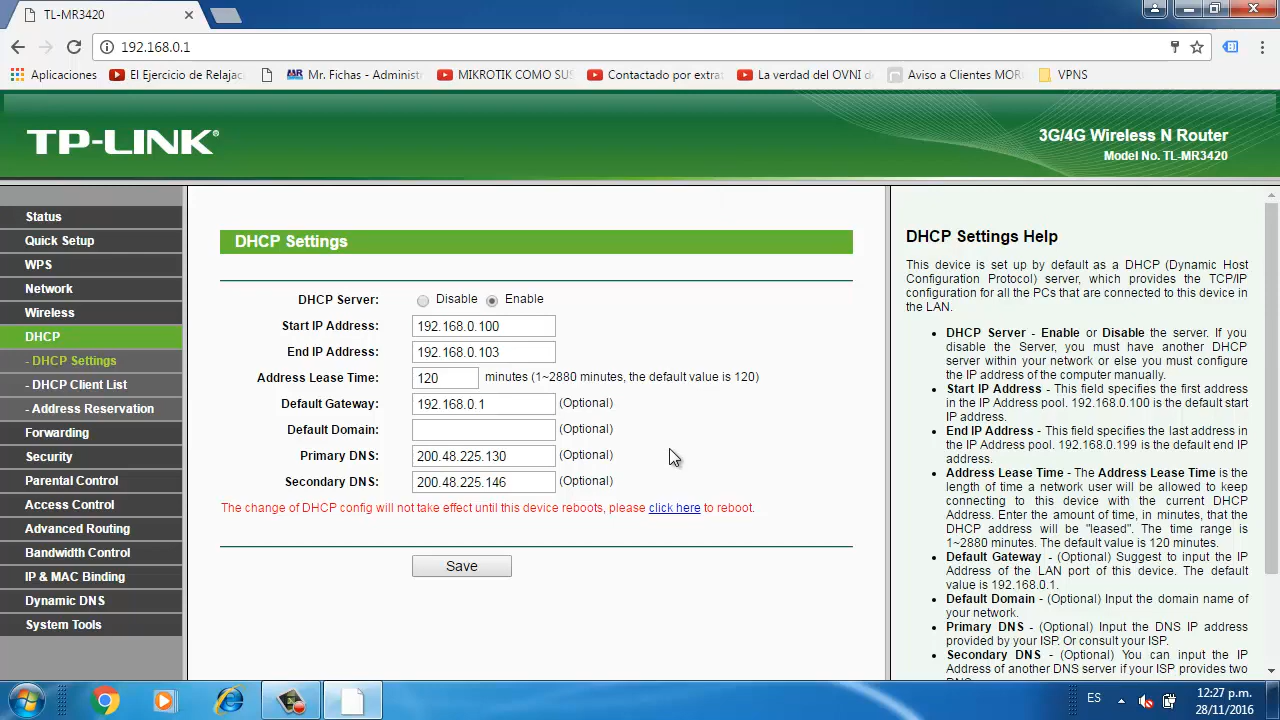 TL-MR3420
192.168.0.1
Aplicaciones
El Ejercicio de Relajac
Mr. Fichas - Administ
MIKROTIK COMO SUS
Contactado por extra
La verdad del OVNI d
Aviso a Clientes MOR
VPNS
TP-LINK®
3G/4G Wireless N Router
Model No. TL-MR3420
Status
Quick Setup
WPS
Network
Wireless
DHCP
- DHCP Settings
- DHCP Client List
- Address Reservation
Forwarding
Security
Parental Control
Access Control
Advanced Routing
Bandwidth Control
IP & MAC Binding
Dynamic DNS
System Tools
DHCP Settings
DHCP Server: Disable Enable
Start IP Address: 192.168.0.100
End IP Address: 192.168.0.103
Address Lease Time: 120 minutes (1~2880 minutes, the default value is 120)
Default Gateway: 192.168.0.1 (Optional)
Default Domain: (Optional)
Primary DNS: 200.48.225.130 (Optional)
Secondary DNS: 200.48.225.146 (Optional)
The change of DHCP config will not take effect until this device reboots, please click here to reboot.
Save
DHCP Settings Help
This device is set up by default as a DHCP (Dynamic Host
Configuration Protocol) server, which provides the TCP/IP
configuration for all the PCs that are connected to this device in
the LAN.
• DHCP Server - Enable or Disable the server. If you
disable the Server, you must have another DHCP
server within your network or else you must configure
the IP address of the computer manually.
• Start IP Address - This field specifies the first address
in the IP Address pool. 192.168.0.100 is the default start
IP address.
• End IP Address - This field specifies the last address in
the IP Address pool. 192.168.0.199 is the default end IP
address.
• Address Lease Time - The Address Lease Time is the
length of time a network user will be allowed to keep
connecting to this device with the current DHCP
Address. Enter the amount of time, in minutes, that the
DHCP address will be "leased". The time range is
1~2880 minutes. The default value is 120 minutes.
• Default Gateway - (Optional) Suggest to input the IP
Address of the LAN port of this device. The default
value is 192.168.0.1.
• Default Domain - (Optional) Input the domain name of
your network.
• Primary DNS - (Optional) Input the DNS IP address
provided by your ISP. Or consult your ISP.
• Secondary DNS - (Optional) You can input the IP
Address of another DNS server if your ISP provides two
ES
12:27 p.m.
28/11/2016